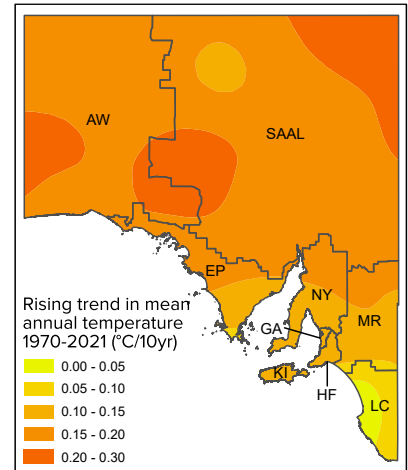 AW
SAAL
EP
NY
GA
MR
KI
HF
LC
Rising trend in mean
annual temperature
1970-2021 (°C/10yr)
0.00 - 0.05
0.05 - 0.10
0.10 - 0.15
0.15 - 0.20
0.20 - 0.30